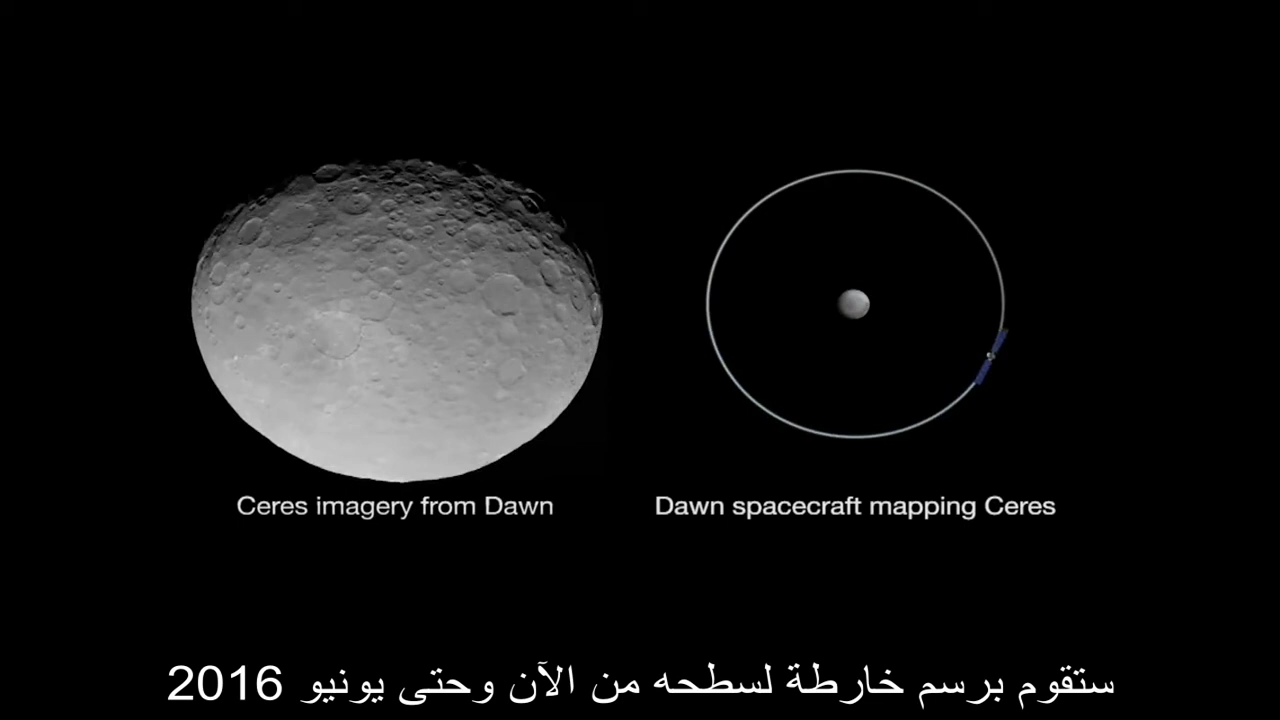 Ceres imagery from Dawn
Dawn spacecraft mapping Ceres
ستقوم برسم خارطة لسطحه من الآن وحتى يونيو 2016